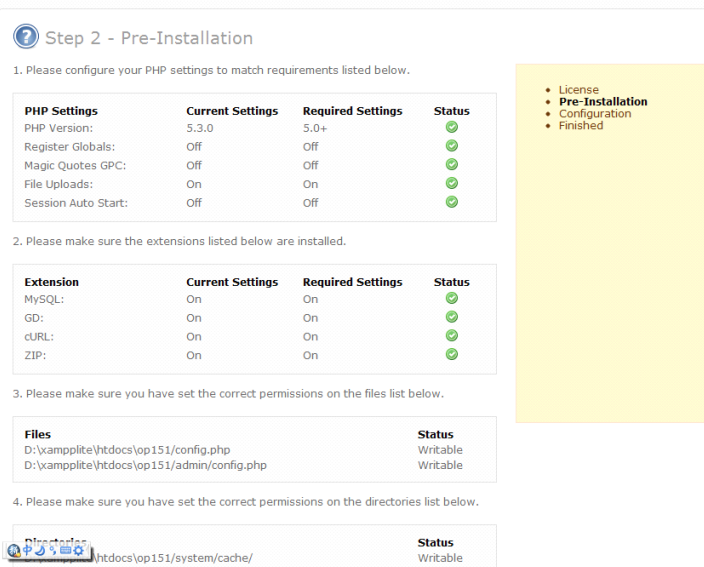 Step 2 - Pre-Installation
1. Please configure your PHP settings to match requirements listed below.
PHP Settings Current Settings Required Settings Status
PHP Version: 5.3.0 5.0+
Register Globals: Off Off
Magic Quotes GPC: Off Off
File Uploads: On On
Session Auto Start: Off Off
2. Please make sure the extensions listed below are installed.
Extension Current Settings Required Settings Status
MySQL: On On
GD: On On
cURL: On On
ZIP: On On
3. Please make sure you have set the correct permissions on the files list below.
Files Status
D:\xampplite\htdocs\op151/config.php Writable
D:\xampplite\htdocs\op151/admin/config.php Writable
4. Please make sure you have set the correct permissions on the directories list below.
Directories Status
\htdocs\op151/system/cache/ Writable
中
License
Pre-Installation
Configuration
Finished